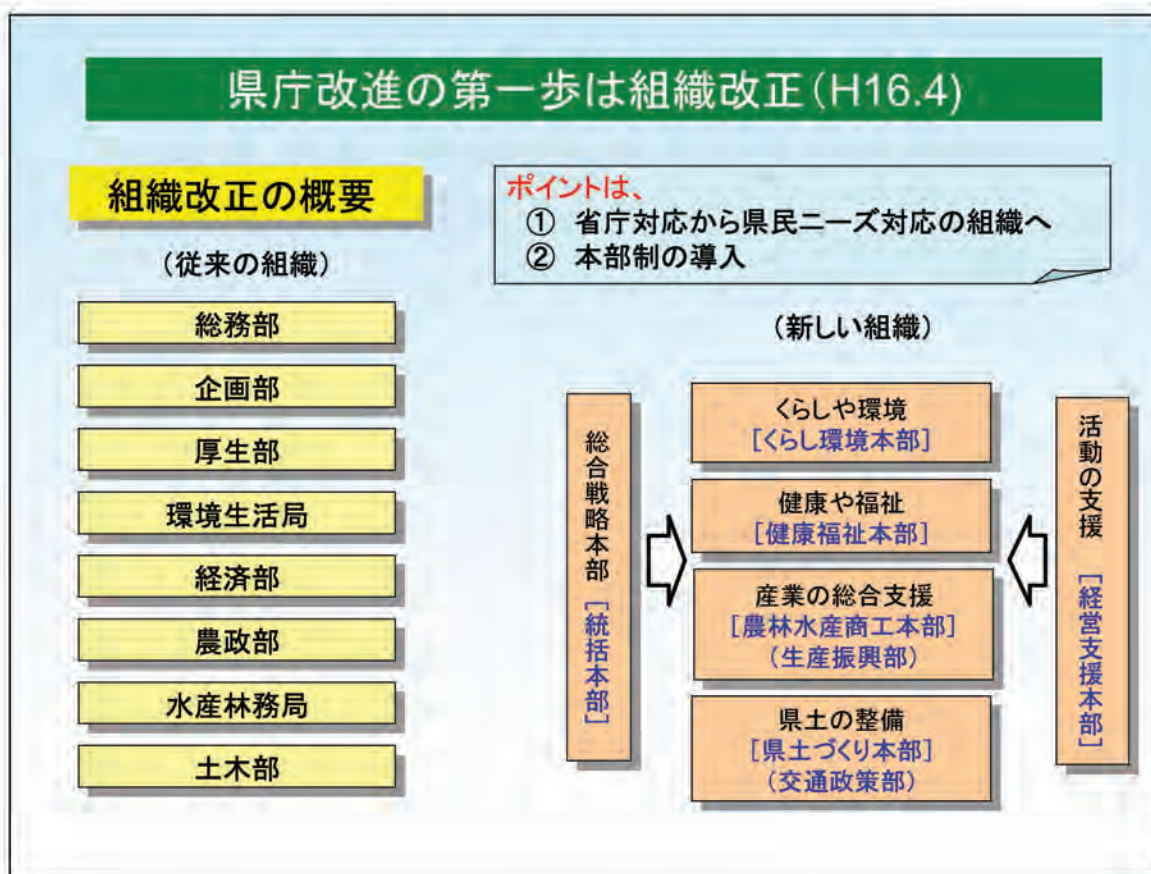 県庁改進の第一歩は組織改正(H16.4)
組織改正の概要
ポイントは、
① 省庁対応から県民ニーズ対応の組織へ
② 本部制の導入
(従来の組織)
総務部
企画部
厚生部
環境生活局
経済部
農政部
水産林務局
土木部
(新しい組織)
総合戦略本部 [統括本部]
くらしや環境
[くらし環境本部]
健康や福祉
[健康福祉本部]
産業の総合支援
[農林水産商工本部]
(生産振興部)
県土の整備
[県土づくり本部]
(交通政策部)
活動の支援 [経営支援本部]